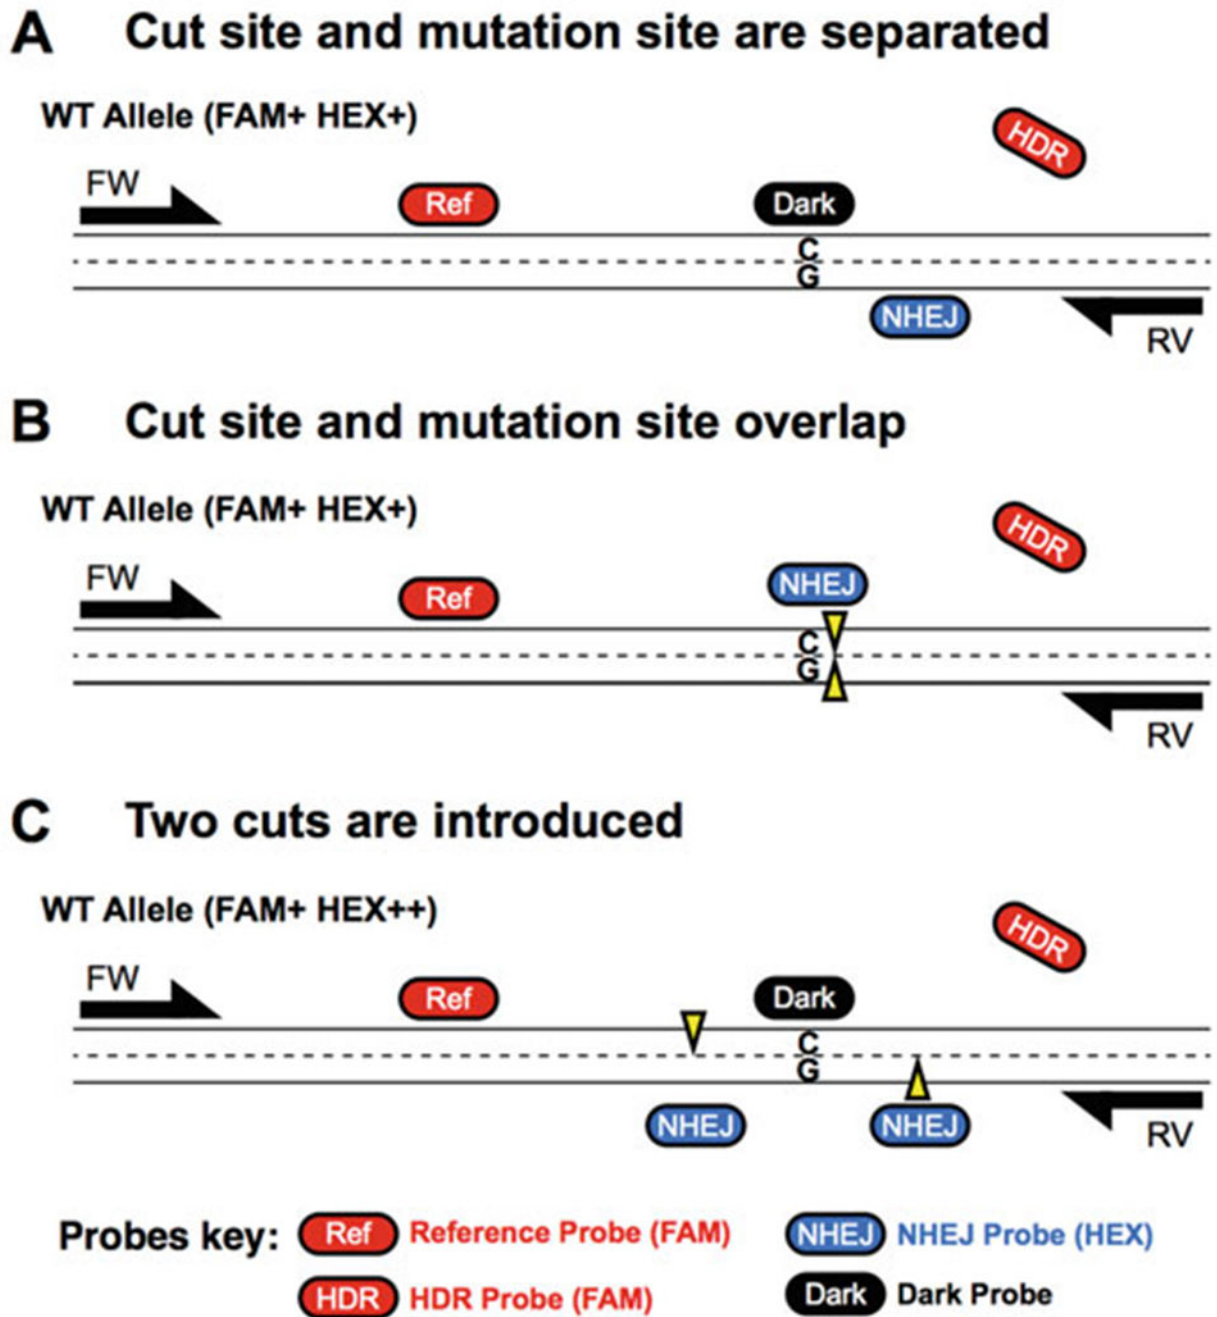 A Cut site and mutation site are separated
WT Allele (FAM+ HEX+)
HDR
FW
Ref
Dark
C
G
NHEJ
RV
B Cut site and mutation site overlap
WT Allele (FAM+ HEX+)
HDR
FW
NHEJ
Ref
C
G
RV
C Two cuts are introduced
WT Allele (FAM+ HEX++)
HDR
FW
Ref
Dark
C
G
NHEJ NHEJ
RV
Probes key: Ref Reference Probe (FAM) NHEJ NHEJ Probe (HEX)
HDR HDR Probe (FAM) Dark Dark Probe